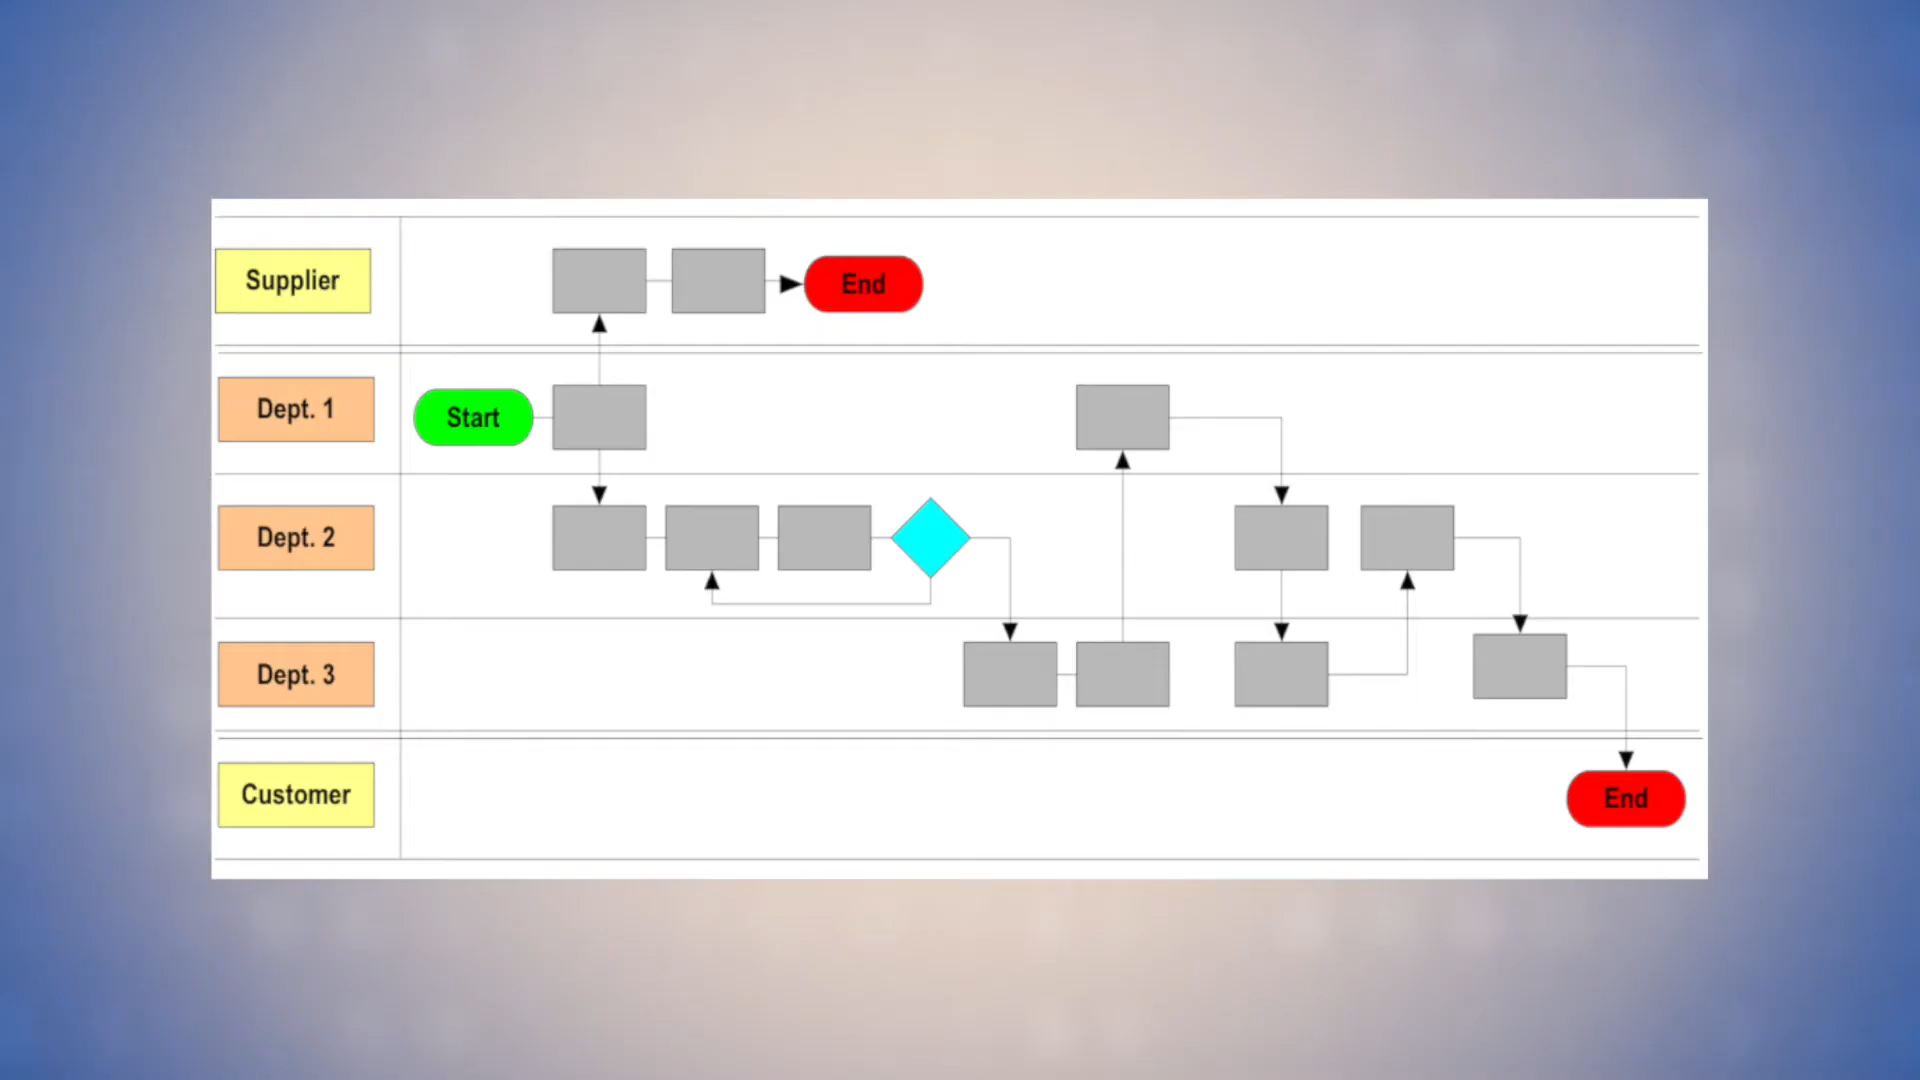 Supplier
End
Dept. 1
Start
Dept. 2
Dept. 3
Customer
End